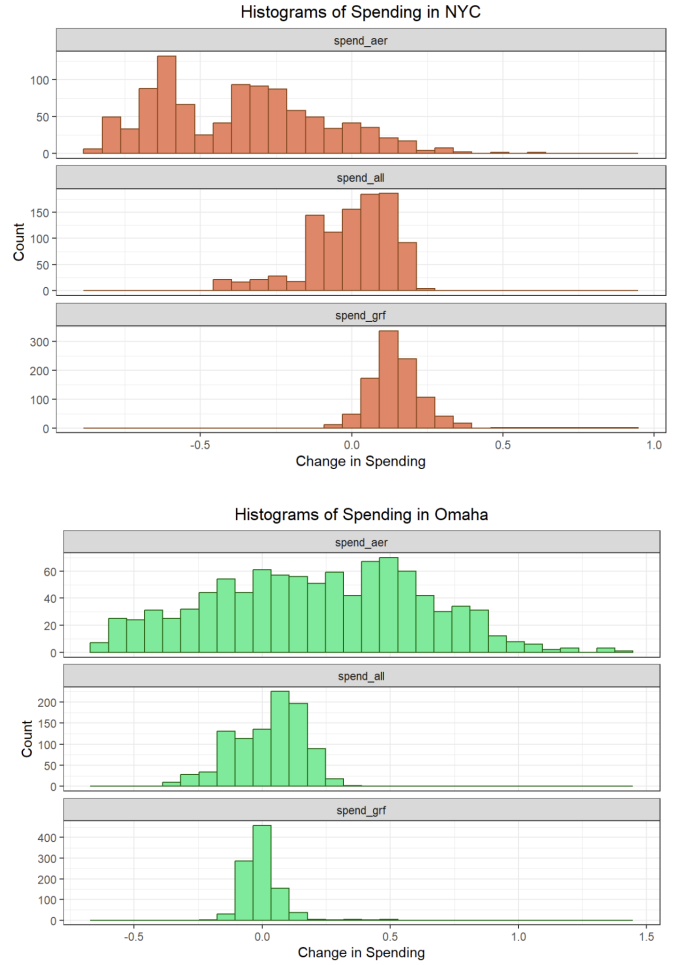 Histograms of Spending in NYC
spend_aer
100
50
0
spend_all
150
100
50
0
Count
spend_grf
300
200
100
0
-0.5 0.0 0.5 1.0
Change in Spending
Histograms of Spending in Omaha
spend_aer
60
40
20
0
spend_all
200
150
100
50
0
Count
spend_grf
400
300
200
100
0
-0.5 0.0 0.5 1.0 1.5
Change in Spending